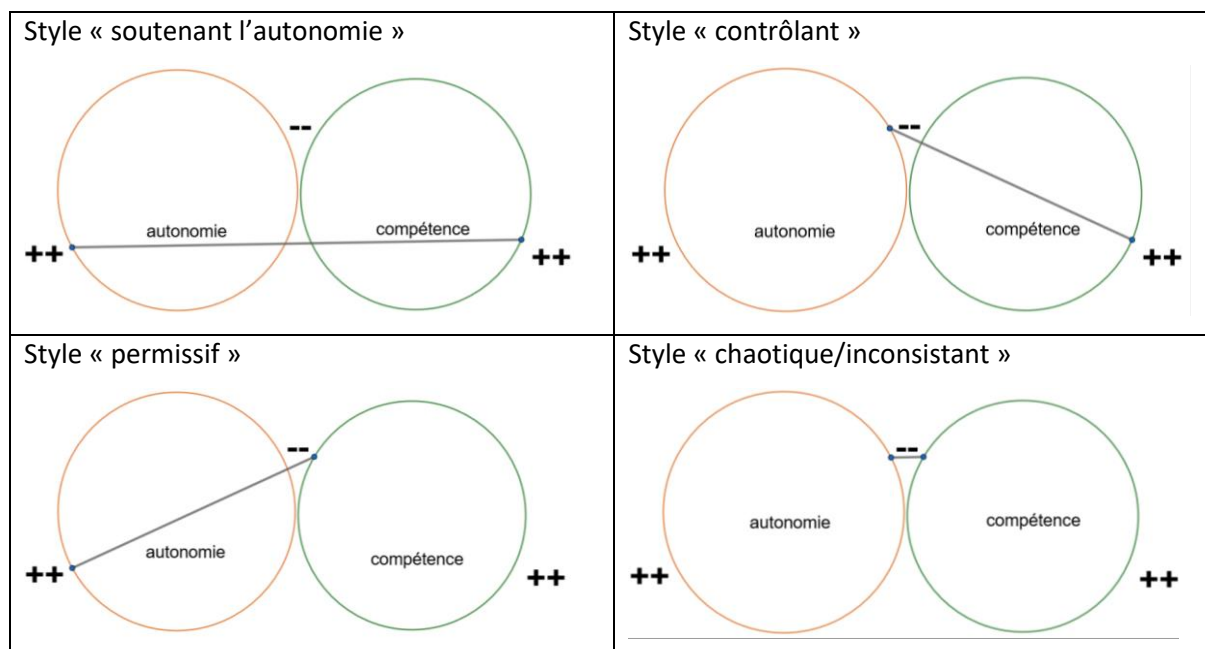 Style « soutenant l’autonomie »
--
autonomie
compétence
++
++
Style « contrôlant »
--
autonomie
compétence
++
++
Style « permissif »
--
autonomie
compétence
++
++
Style « chaotique/inconsistant »
--
autonomie
compétence
++
++